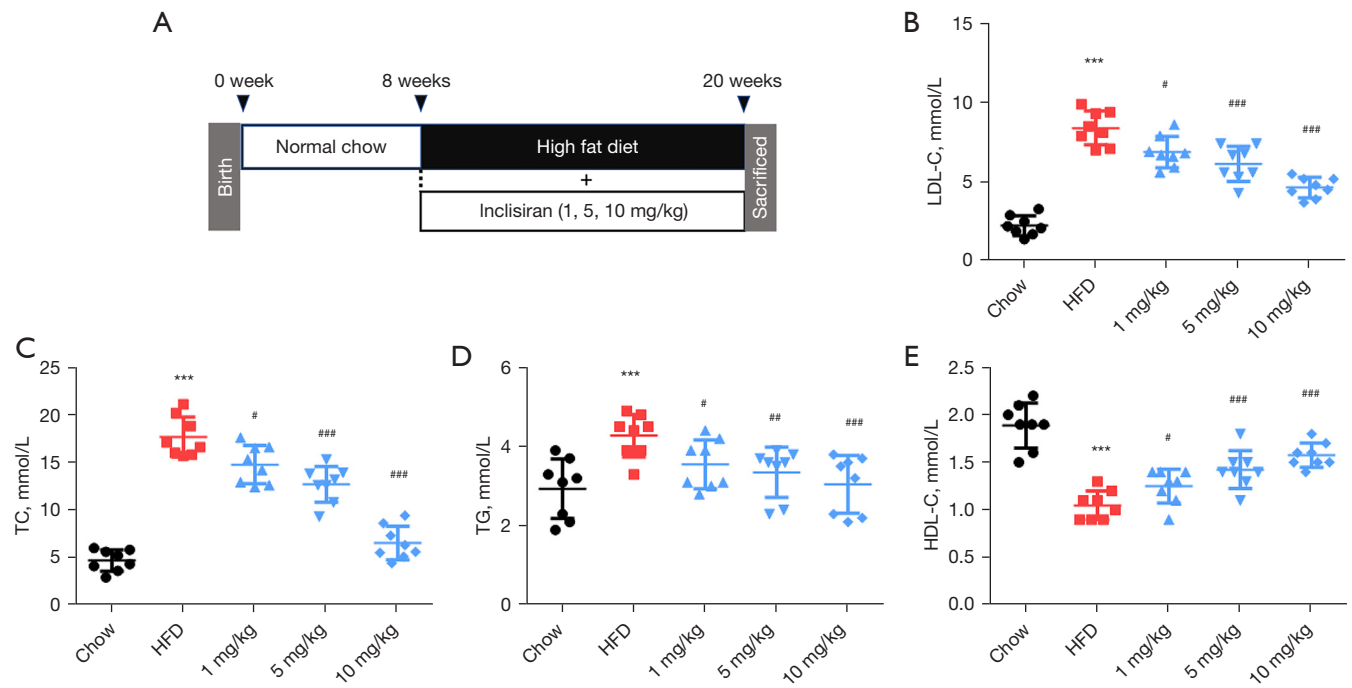 A
0 week
8 weeks
20 weeks
Birth
Normal chow
High fat diet
+
Inclisiran (1, 5, 10 mg/kg)
Sacrificed
B
LDL-C, mmol/L
15
10
5
0
***
#
###
###
Chow
HFD
1 mg/kg
5 mg/kg
10 mg/kg
C
TC, mmol/L
25
20
15
10
5
0
***
#
###
###
Chow
HFD
1 mg/kg
5 mg/kg
10 mg/kg
D
TG, mmol/L
6
4
2
0
***
#
##
###
Chow
HFD
1 mg/kg
5 mg/kg
10 mg/kg
E
HDL-C, mmol/L
2.5
2.0
1.5
1.0
0.5
0.0
***
#
###
###
Chow
HFD
1 mg/kg
5 mg/kg
10 mg/kg